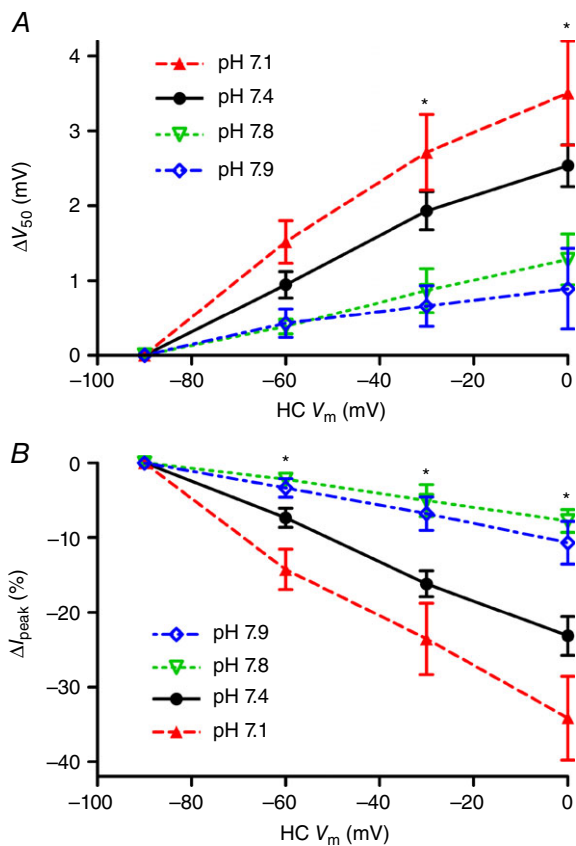 A
4
3
2
1
0
ΔV50 (mV)
pH 7.1
pH 7.4
pH 7.8
pH 7.9
*
*
–100
–80
–60
–40
–20
0
HC Vm (mV)
B
0
–10
–20
–30
–40
ΔIpeak (%)
*
*
*
pH 7.9
pH 7.8
pH 7.4
pH 7.1
–100
–80
–60
–40
–20
0
HC Vm (mV)